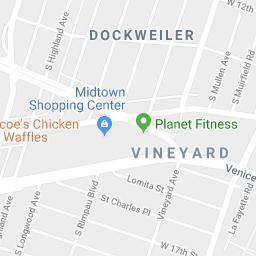 W 12th St
S Highland Ave
DOCKWEILER
Midtown
Shopping Center
S Mullen Ave
S Muirfield Rd
coe's Chicken
Waffles
Planet Fitness
VINEYARD
Venice
Lomita St
Vineyard Ave
S Rimpau Blvd
S Longwood Ave
St Charles Pl
La Fayette Rd
W 17th St